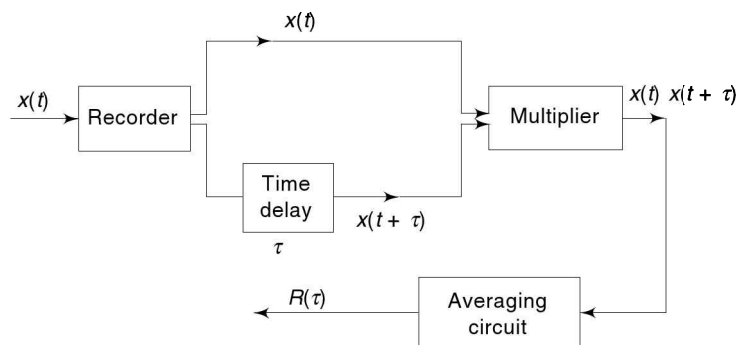 x(t)
x(t)
Recorder
Multiplier
x(t) x(t + τ)
Time
delay
τ
x(t + τ)
R(τ)
Averaging
circuit